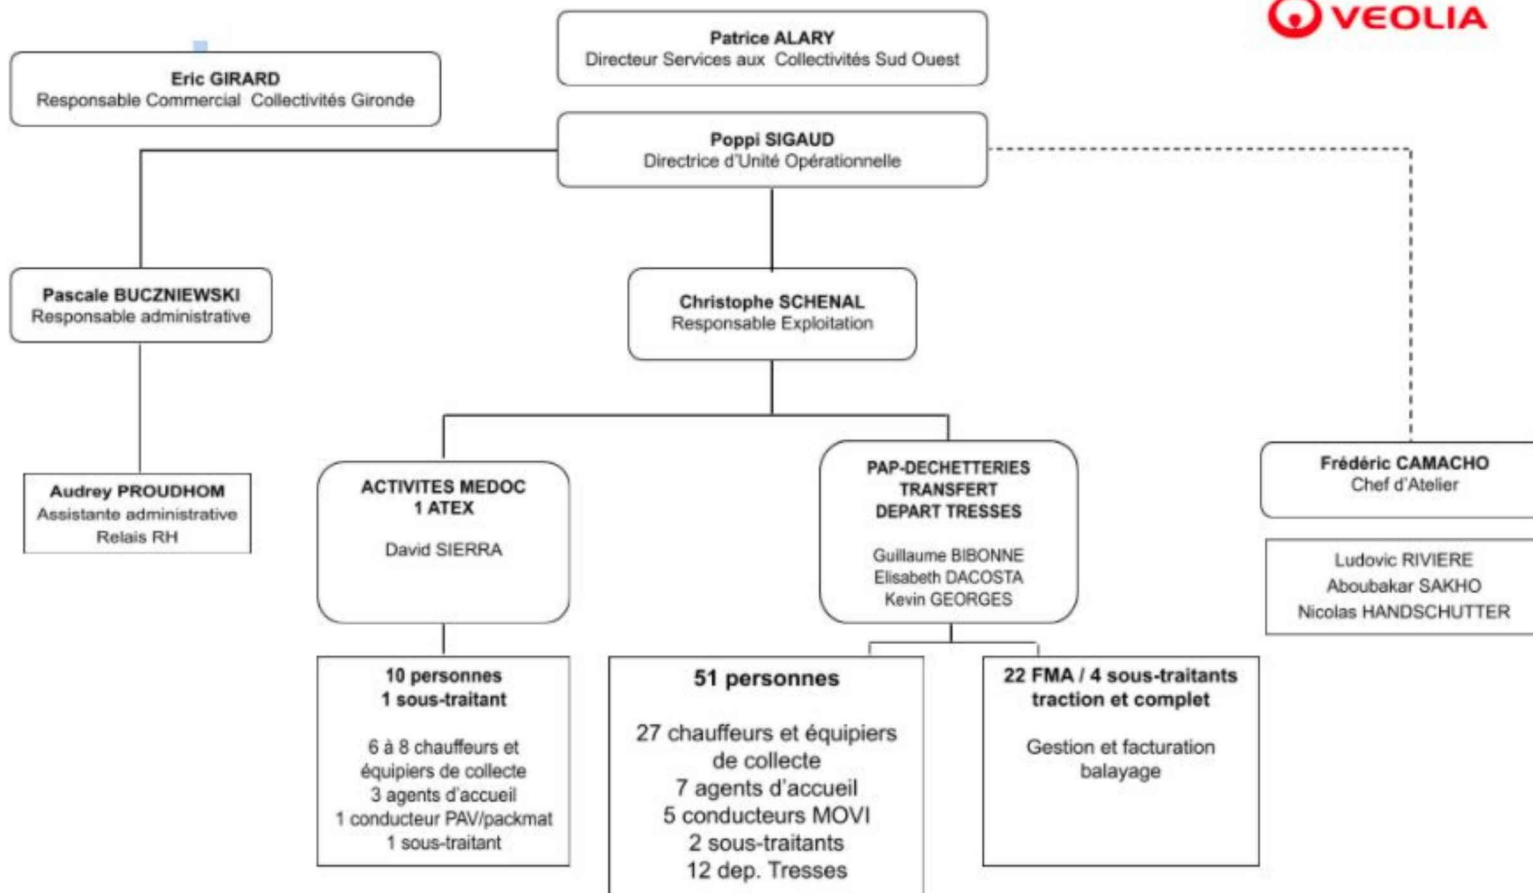 VEOLIA
Patrice ALARY
Directeur Services aux Collectivités Sud Ouest
Eric GIRARD
Responsable Commercial Collectivités Gironde
Poppi SIGAUD
Directrice d'Unité Opérationnelle
Pascale BUCZNIEWSKI
Responsable administrative
Christophe SCHENAL
Responsable Exploitation
Audrey PROUDHOM
Assistante administrative
Relais RH
ACTIVITES MEDOC
1 ATEX
David SIERRA
PAP-DECHETTERIES
TRANSFERT
DEPART TRESSES
Guillaume BIBONNE
Elisabeth DACOSTA
Kevin GEORGES
Frédéric CAMACHO
Chef d'Atelier
Ludovic RIVIERE
Aboubakar SAKHO
Nicolas HANDSCHUTTER
10 personnes
1 sous-traitant
6 à 8 chauffeurs et
équipiers de collecte
3 agents d'accueil
1 conducteur PAV/packmat
1 sous-traitant
51 personnes
27 chauffeurs et équipiers
de collecte
7 agents d'accueil
5 conducteurs MOVI
2 sous-traitants
12 dep. Tresses
22 FMA / 4 sous-traitants
traction et complet
Gestion et facturation
balayage